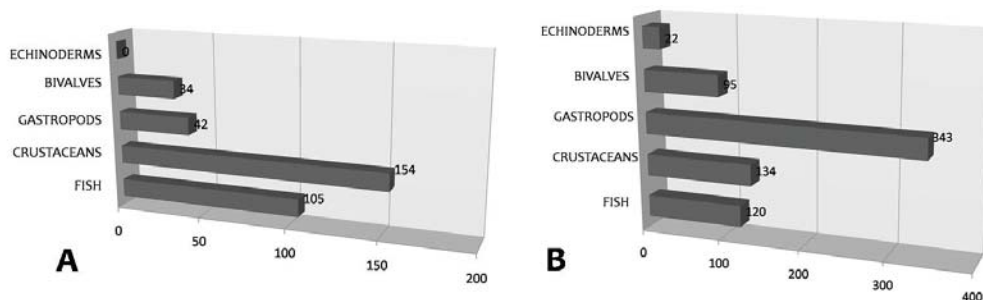 ECHINODERMS 0
BIVALVES 34
GASTROPODS 42
CRUSTACEANS 154
FISH 105
0 50 100 150 200
A
ECHINODERMS 22
BIVALVES 95
GASTROPODS 343
CRUSTACEANS 134
FISH 120
0 100 200 300 400
B